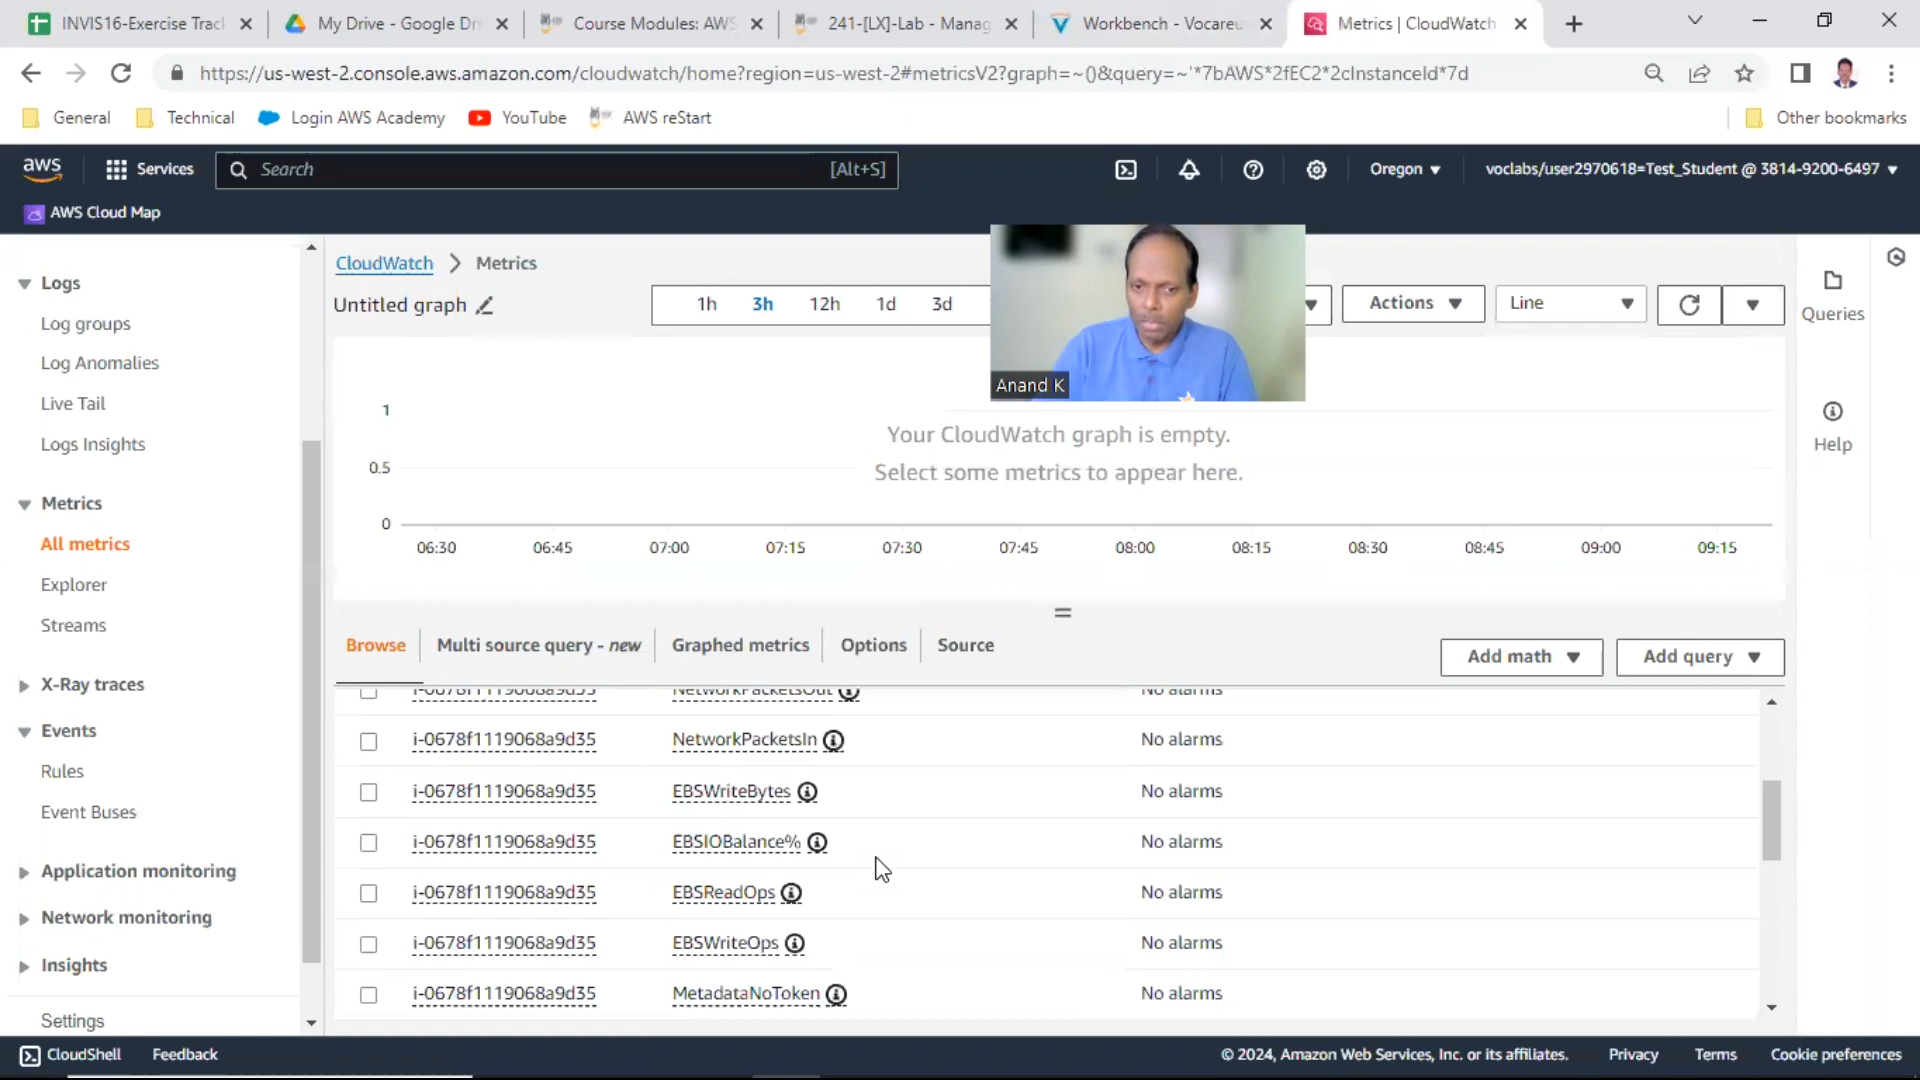 INVIS16-Exercise Trac
My Drive - Google Dri
Course Modules: AWS
241-[LX]-Lab - Manag
Workbench - Vocareu
Metrics | CloudWatch
https://us-west-2.console.aws.amazon.com/cloudwatch/home?region=us-west-2#metricsV2?graph=~()&query=~'*7bAWS*2fEC2*2cInstanceId*7d
General
Technical
Login AWS Academy
YouTube
AWS reStart
Other bookmarks
aws
Services
Search
[Alt+S]
Oregon
voclabs/user2970618=Test_Student @ 3814-9200-6497
AWS Cloud Map
Logs
Log groups
Log Anomalies
Live Tail
Logs Insights
Metrics
All metrics
Explorer
Streams
X-Ray traces
Events
Rules
Event Buses
Application monitoring
Network monitoring
Insights
Settings
CloudWatch > Metrics
Untitled graph
1h 3h 12h 1d 3d
Actions
Line
Anand K
Queries
Help
Your CloudWatch graph is empty.
Select some metrics to appear here.
1
0.5
0
06:30 06:45 07:00 07:15 07:30 07:45 08:00 08:15 08:30 08:45 09:00 09:15
Browse
Multi source query - new
Graphed metrics
Options
Source
Add math
Add query
i-0678f1119068a9d35 NetworkPacketsOut No alarms
i-0678f1119068a9d35 NetworkPacketsIn No alarms
i-0678f1119068a9d35 EBSWriteBytes No alarms
i-0678f1119068a9d35 EBSIOBalance% No alarms
i-0678f1119068a9d35 EBSReadOps No alarms
i-0678f1119068a9d35 EBSWriteOps No alarms
i-0678f1119068a9d35 MetadataNoToken No alarms
CloudShell
Feedback
© 2024, Amazon Web Services, Inc. or its affiliates.
Privacy
Terms
Cookie preferences